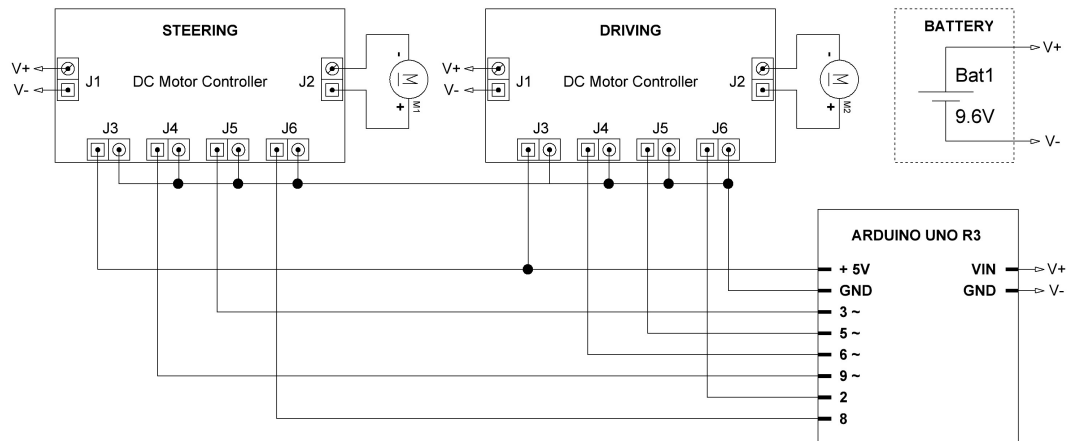 STEERING
V+
V-
J1
DC Motor Controller
J2
-
M
+
M1
J3 J4 J5 J6
DRIVING
V+
V-
J1
DC Motor Controller
J2
-
M
+
M2
J3 J4 J5 J6
BATTERY
V+
Bat1
9.6V
V-
ARDUINO UNO R3
+ 5V VIN V+
GND GND V-
3 ~
5 ~
6 ~
9 ~
2
8